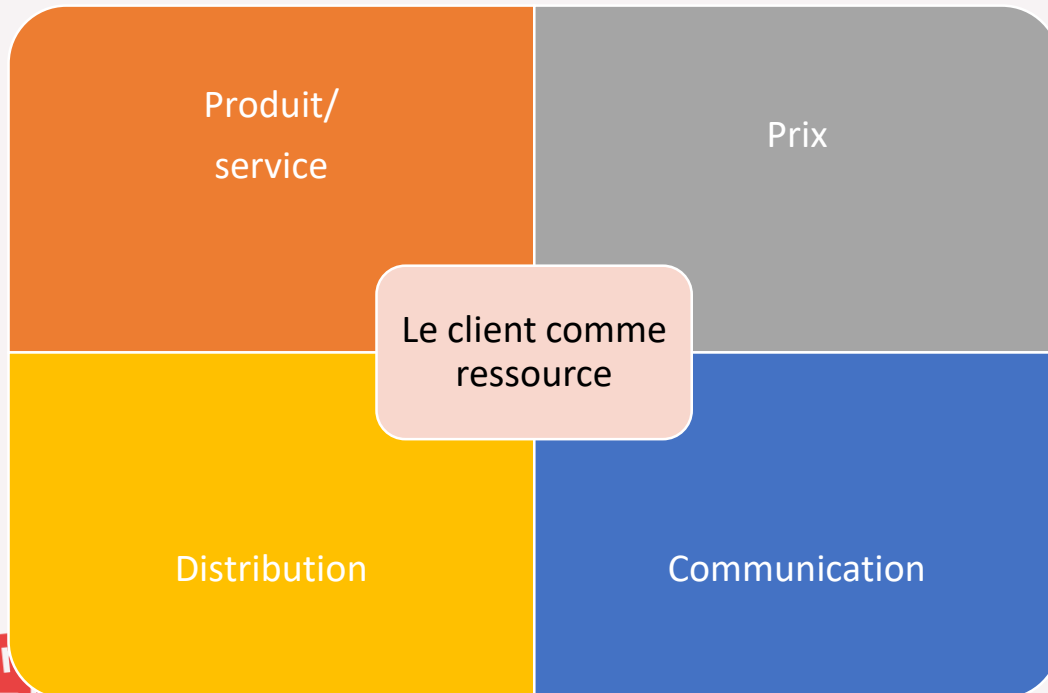 Produit/
service
Prix
Le client comme
ressource
Distribution
Communication